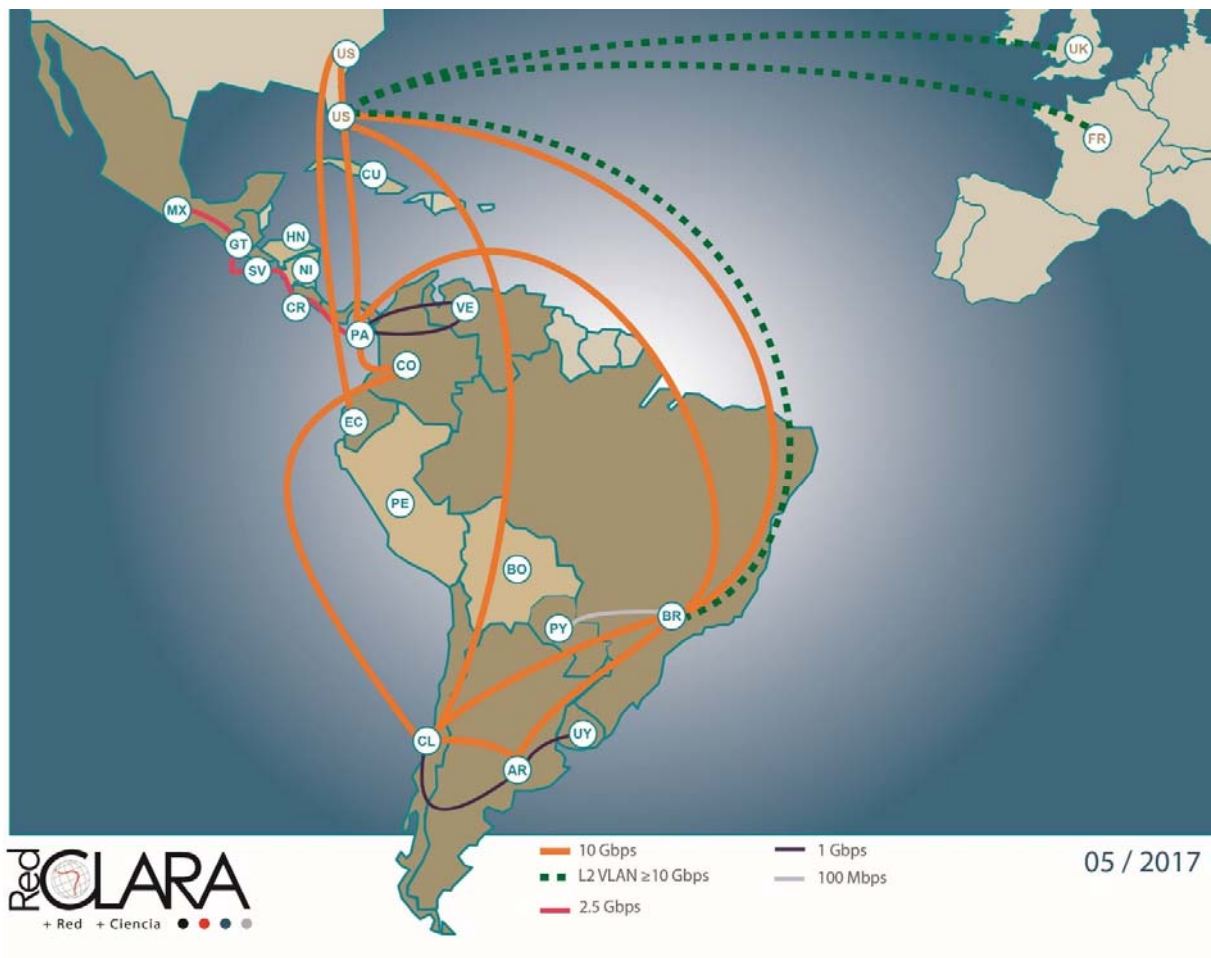 US
UK
US
FR
CU
MX
GT
HN
SV
NI
CR
VE
PA
CO
EC
PE
BO
BR
PY
UY
CL
AR
Red
CLARA
+ Red + Ciencia
10 Gbps
L2 VLAN ≥10 Gbps
2.5 Gbps
1 Gbps
100 Mbps
05 / 2017